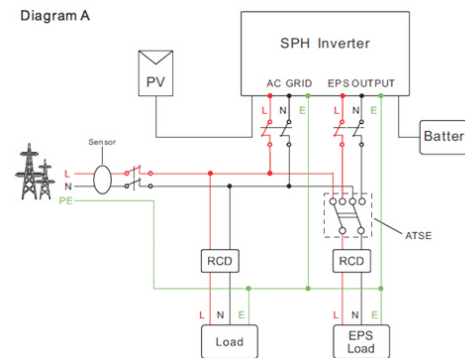 Diagram A
SPH Inverter
PV
AC GRID
EPS OUTPUT
L N E
L N E
Batter
Sensor
L
N
PE
ATSE
RCD
RCD
L N E
L N E
Load
EPS
Load